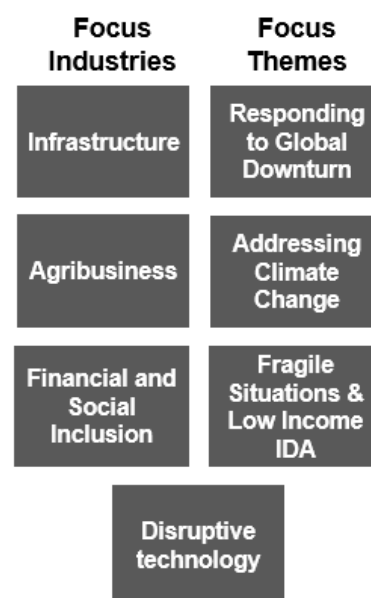 Focus
Industries
Infrastructure
Agribusiness
Financial and
Social
Inclusion
Focus
Themes
Responding
to Global
Downturn
Addressing
Climate
Change
Fragile
Situations &
Low Income
IDA
Disruptive
technology